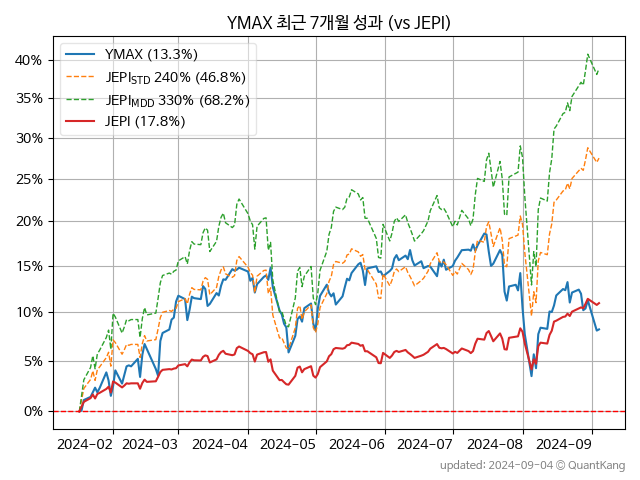 YMAX 최근 7개월 성과 (vs JEPI)
YMAX (13.3%)
JEPI_STD 240% (46.8%)
JEPI_MDD 330% (68.2%)
JEPI (17.8%)
40%
35%
30%
25%
20%
15%
10%
5%
0%
2024-02 2024-03 2024-04 2024-05 2024-06 2024-07 2024-08 2024-09
updated: 2024-09-04 @ QuantKang